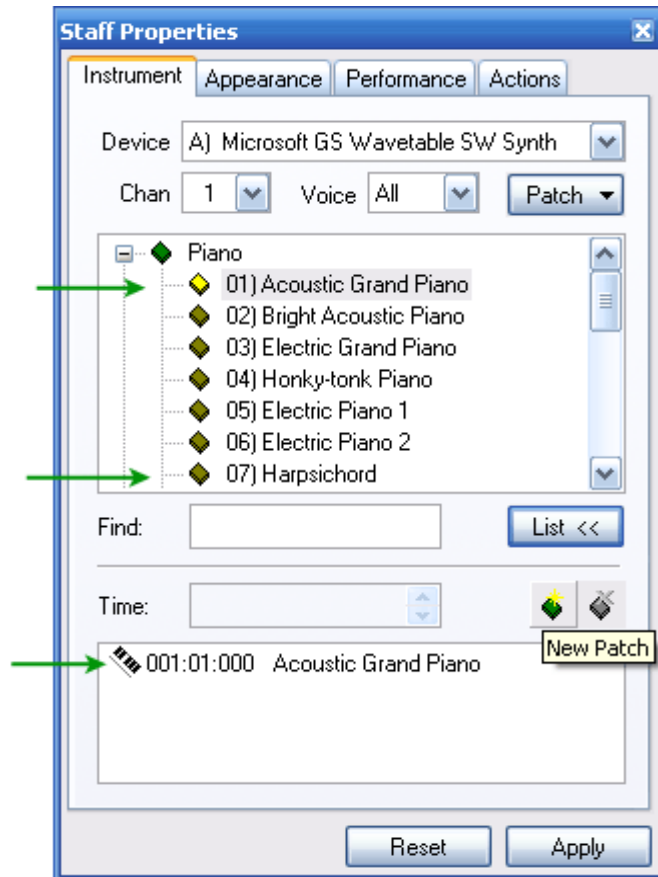 Staff Properties
Instrument Appearance Performance Actions
Device A) Microsoft GS Wavetable SW Synth
Chan 1 Voice All Patch
Piano
01) Acoustic Grand Piano
02) Bright Acoustic Piano
03) Electric Grand Piano
04) Honky-tonk Piano
05) Electric Piano 1
06) Electric Piano 2
07) Harpsichord
Find: List <<
Time:
New Patch
001:01:000 Acoustic Grand Piano
Reset Apply